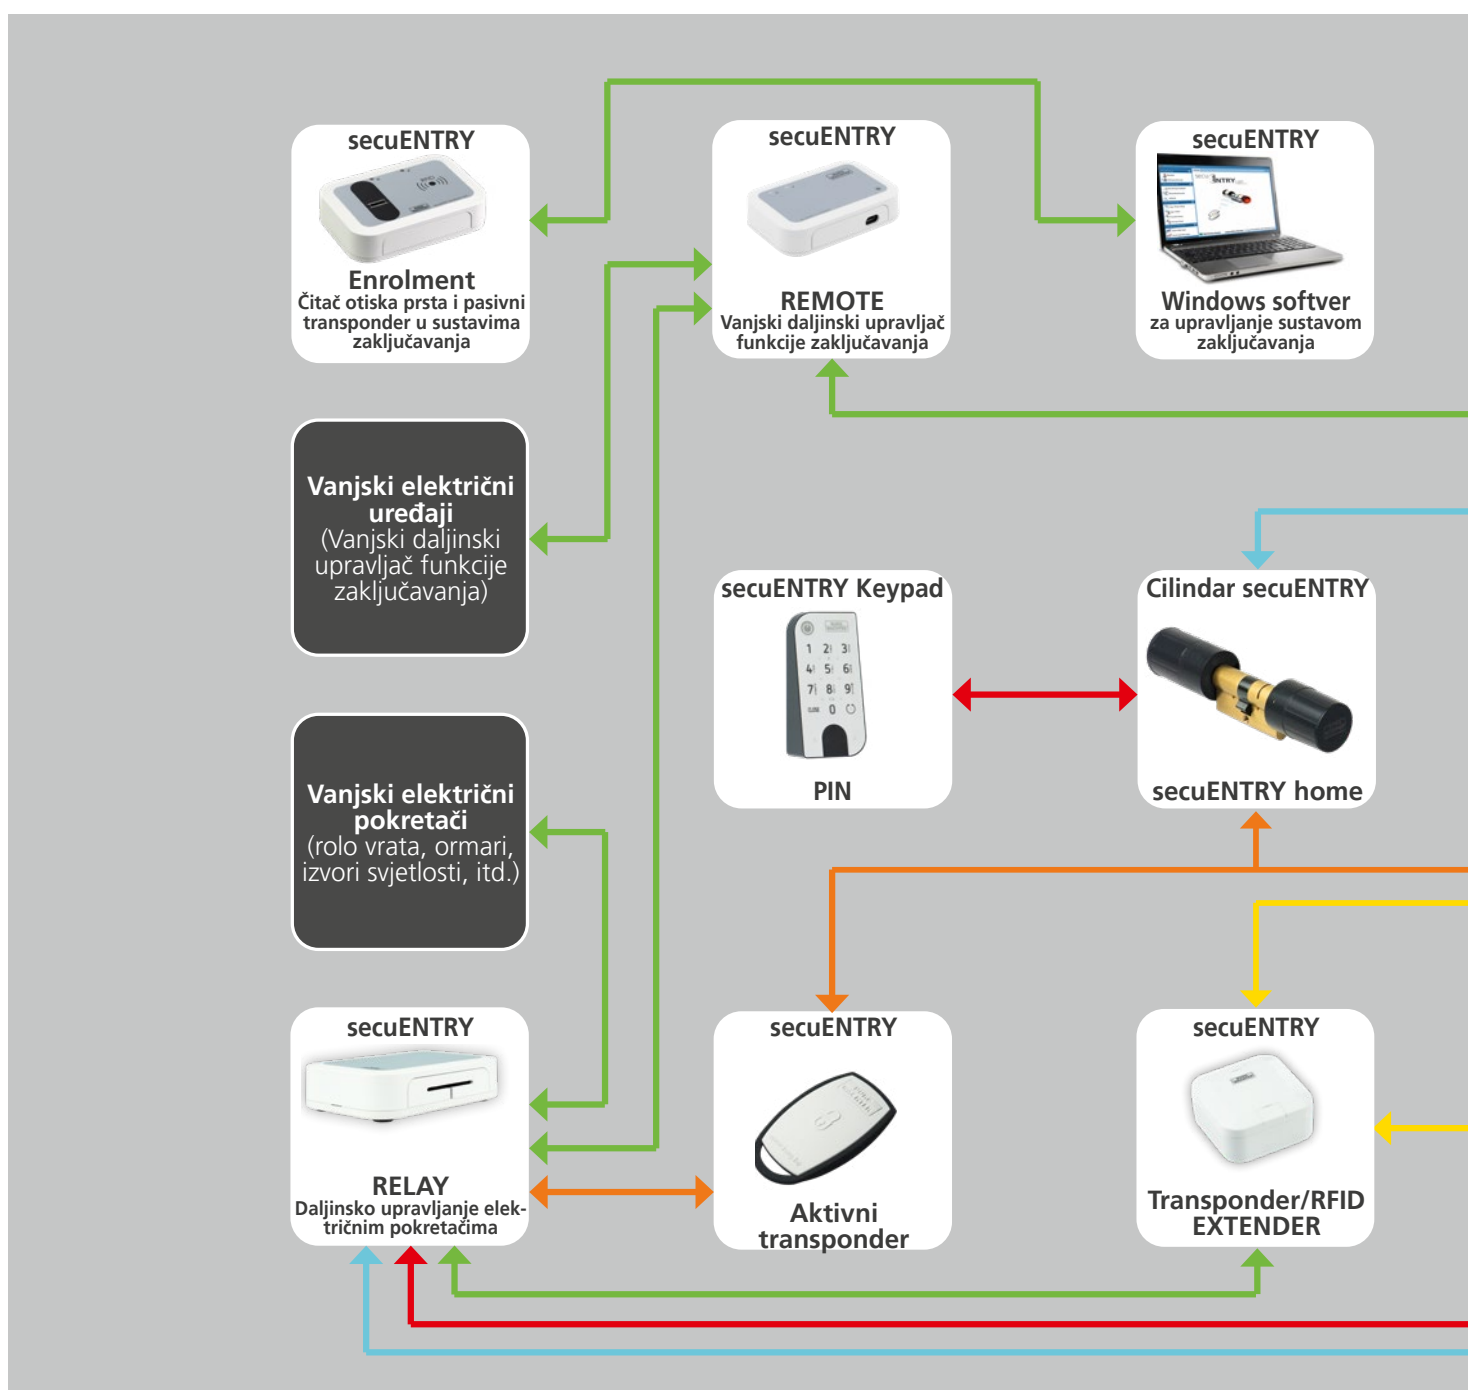 secuENTRY
Enrolment
Čitač otiska prsta i pasivni
transponder u sustavima
zaključavanja
secuENTRY
REMOTE
Vanjski daljinski upravljač
funkcije zaključavanja
secuENTRY
Windows softver
za upravljanje sustavom
zaključavanja
Vanjski električni
uređaji
(Vanjski daljinski
upravljač funkcije
zaključavanja)
secuENTRY Keypad
1 2 3
4 5 6
7 8 9
0
PIN
Cilindar secuENTRY
secuENTRY home
Vanjski električni
pokretači
(rolo vrata, ormari,
izvori svjetlosti, itd.)
secuENTRY
RELAY
Daljinsko upravljanje elek-
tričnim pokretačima
secuENTRY
Aktivni
transponder
secuENTRY
Transponder/RFID
EXTENDER